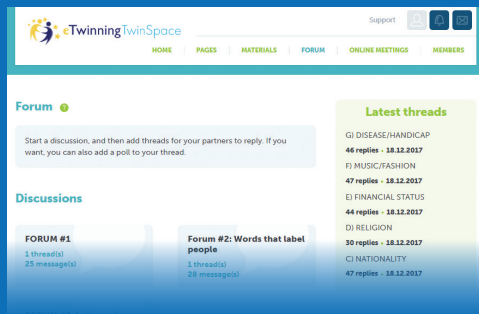 Support
eTwinning TwinSpace
HOME PAGES MATERIALS FORUM ONLINE MEETINGS MEMBERS
Forum ?
Start a discussion, and then add threads for your partners to reply. If you
want, you can also add a poll to your thread.
Discussions
FORUM #1
1 thread(s)
25 message(s)
Forum #2: Words that label
people
1 thread(s)
28 message(s)
Latest threads
G) DISEASE/HANDICAP
46 replies - 18.12.2017
F) MUSIC/FASHION
47 replies - 18.12.2017
E) FINANCIAL STATUS
44 replies - 18.12.2017
D) RELIGION
30 replies - 18.12.2017
C) NATIONALITY
47 replies - 18.12.2017